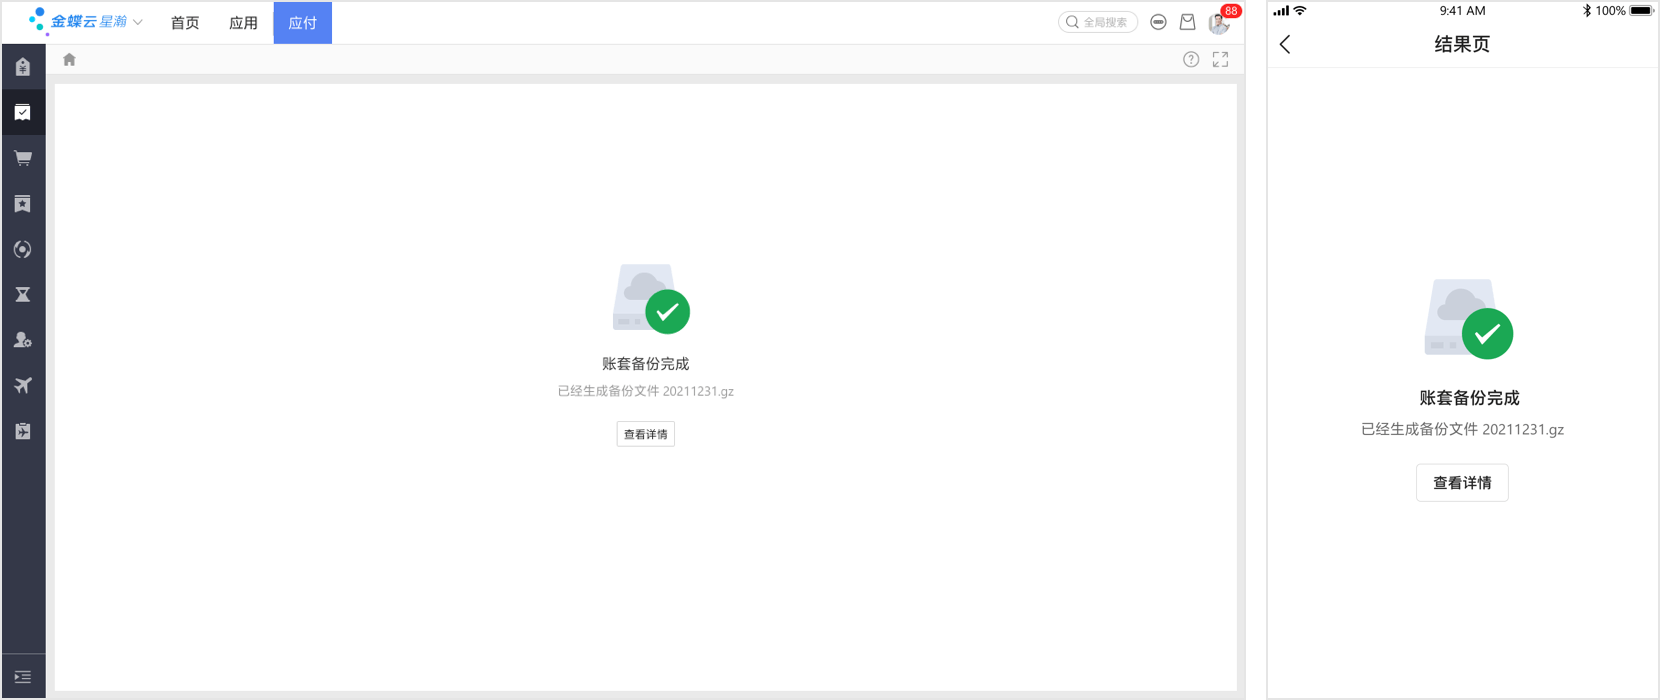 金蝶云星瀚
首页
应用
应付
全局搜索
88
账套备份完成
已经生成备份文件 20211231.gz
查看详情
9:41 AM
100%
结果页
账套备份完成
已经生成备份文件 20211231.gz
查看详情